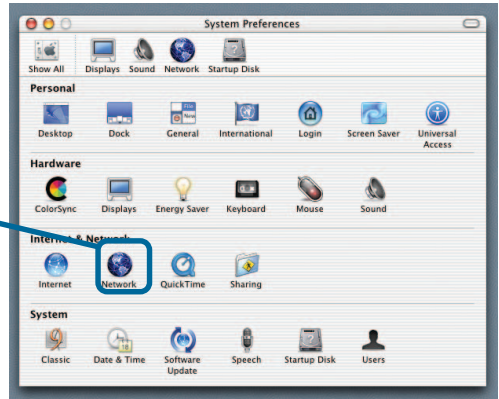 System Preferences
Show All Displays Sound Network Startup Disk
Personal
Desktop Dock General International Login Screen Saver Universal Access
Hardware
ColorSync Displays Energy Saver Keyboard Mouse Sound
Internet & Network
Internet Network QuickTime Sharing
System
Classic Date & Time Software Update Speech Startup Disk Users